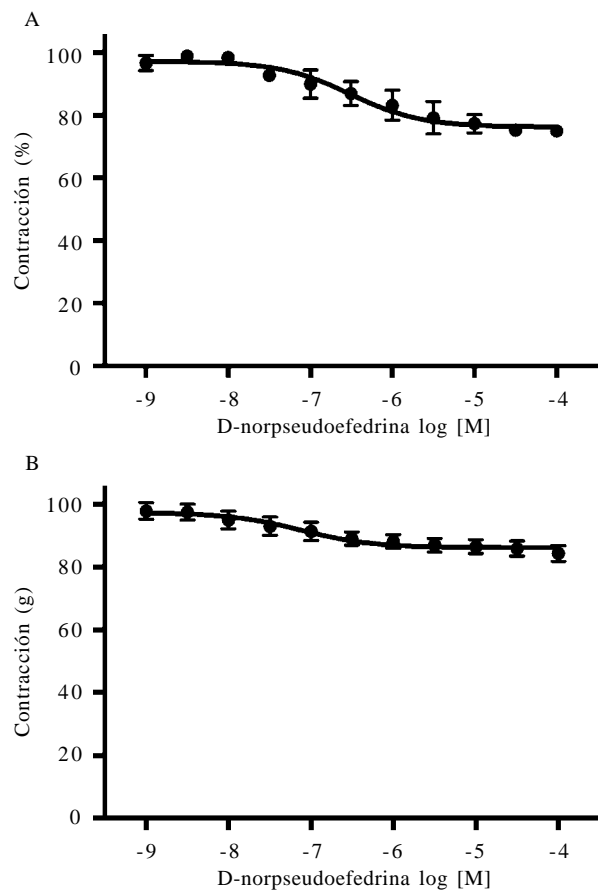 A
Contracción (%)
100
80
60
40
20
0
-9 -8 -7 -6 -5 -4
D-norpseudoefedrina log [M]
B
Contracción (g)
100
80
60
40
20
0
-9 -8 -7 -6 -5 -4
D-norpseudoefedrina log [M]